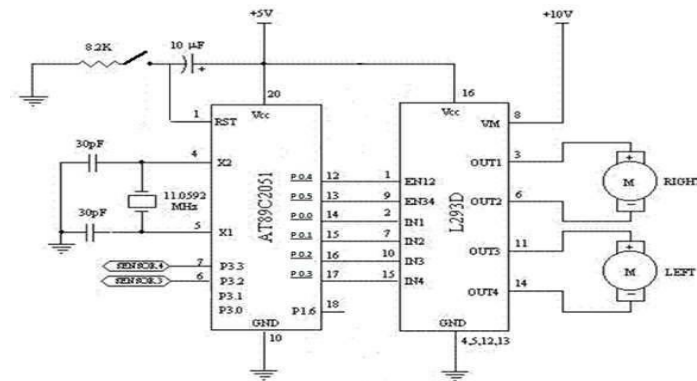 +5V
+10V
8.2K
10 µF
+
20
16
1
RST
Vcc
Vcc
VM
8
30pF
4
X2
OUT1
3
+
M
−
RIGHT
11.0592
MHz
AT89C2051
P0.4
12
1
EN12
P0.5
13
9
EN34
P0.0
14
2
IN1
P0.1
15
7
IN2
P0.2
16
10
IN3
P0.3
17
15
IN4
L293D
OUT2
6
30pF
5
X1
OUT3
11
+
M
−
LEFT
SENSOR.4
7
P3.3
SENSOR.3
6
P3.2
P3.1
P3.0
P1.6
18
OUT4
14
GND
10
GND
4,5,12,13